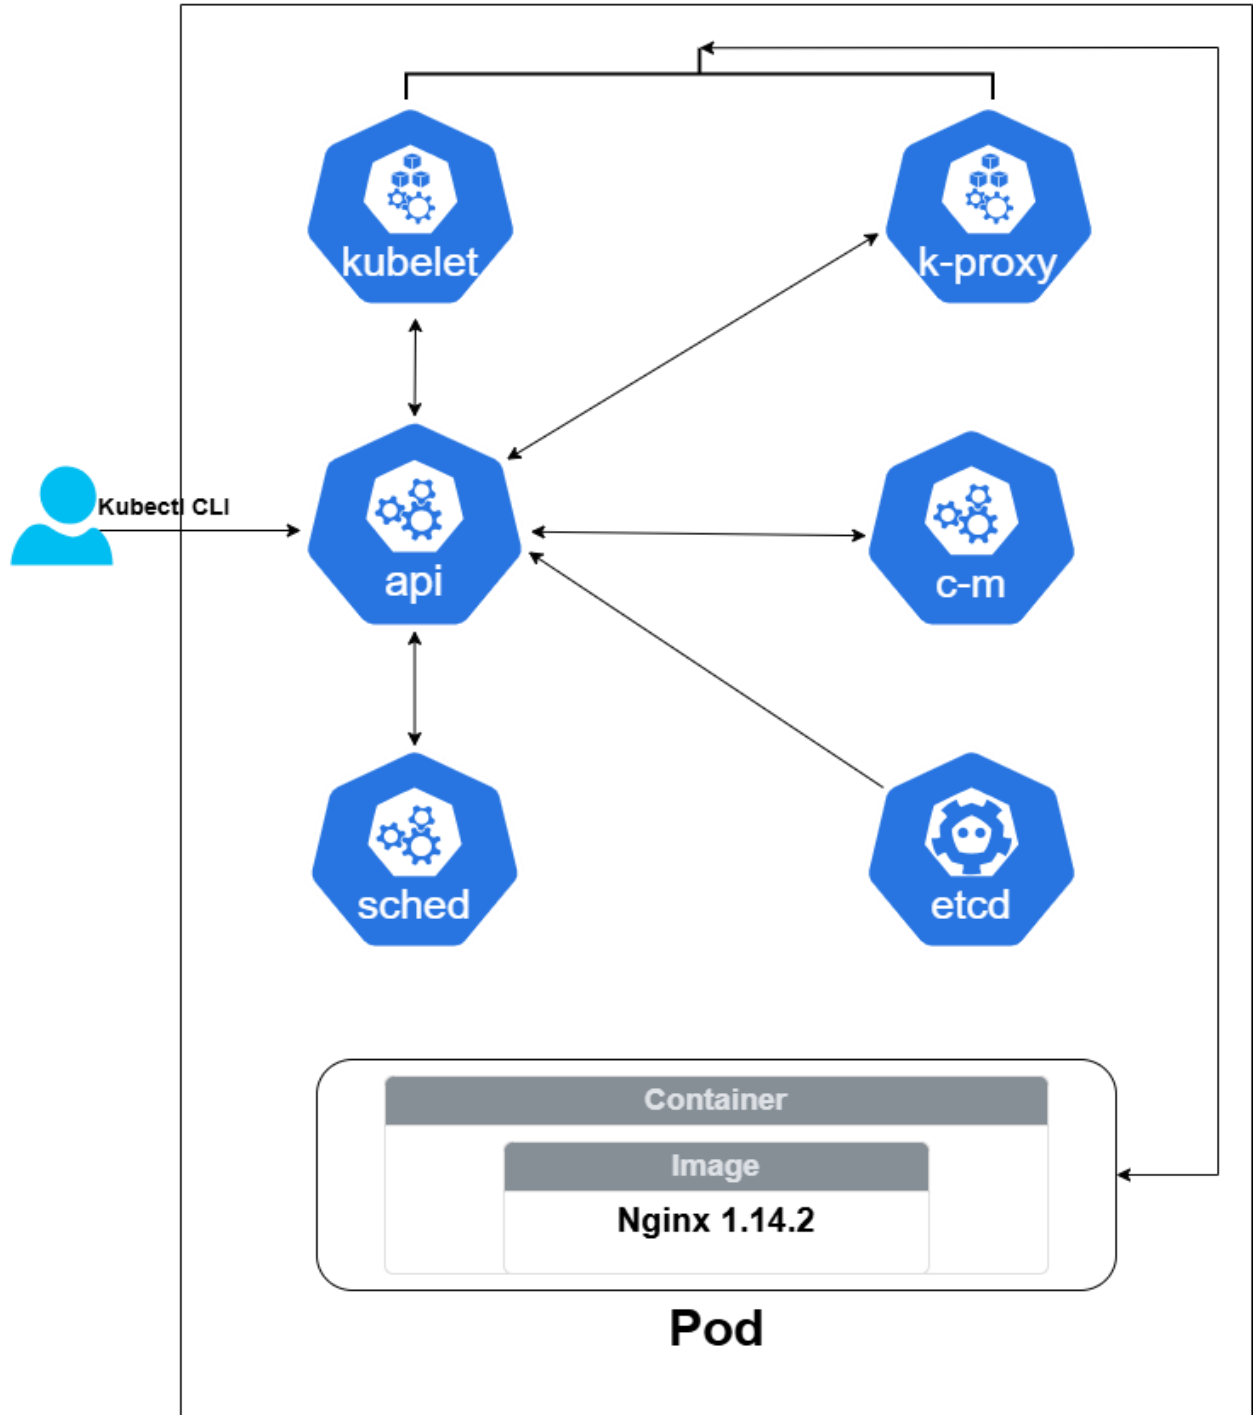 kubelet
k-proxy
Kubectl CLI
api
c-m
sched
etcd
Container
Image
Nginx 1.14.2
Pod